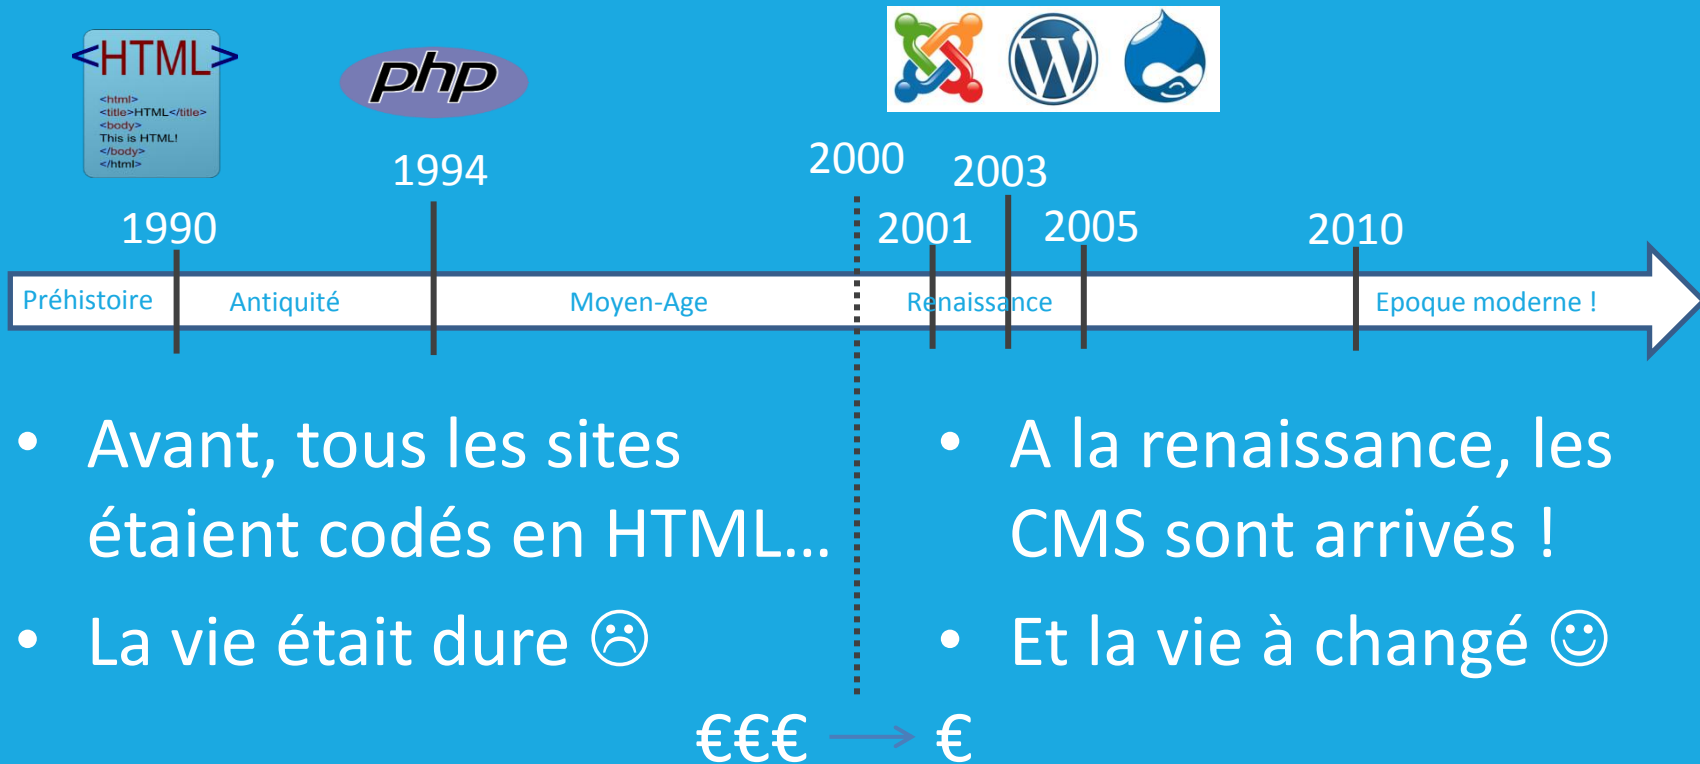 <HTML>
<html>
<title>HTML</title>
<body>
This is HTML!
</body>
</html>
php
1990
1994
2000
2001
2003
2005
2010
Préhistoire
Antiquité
Moyen-Age
Renaissance
Epoque moderne !
• Avant, tous les sites
étaient codés en HTML...
• La vie était dure ☹
• A la renaissance, les
CMS sont arrivés !
• Et la vie à changé ☺
€€€ → €